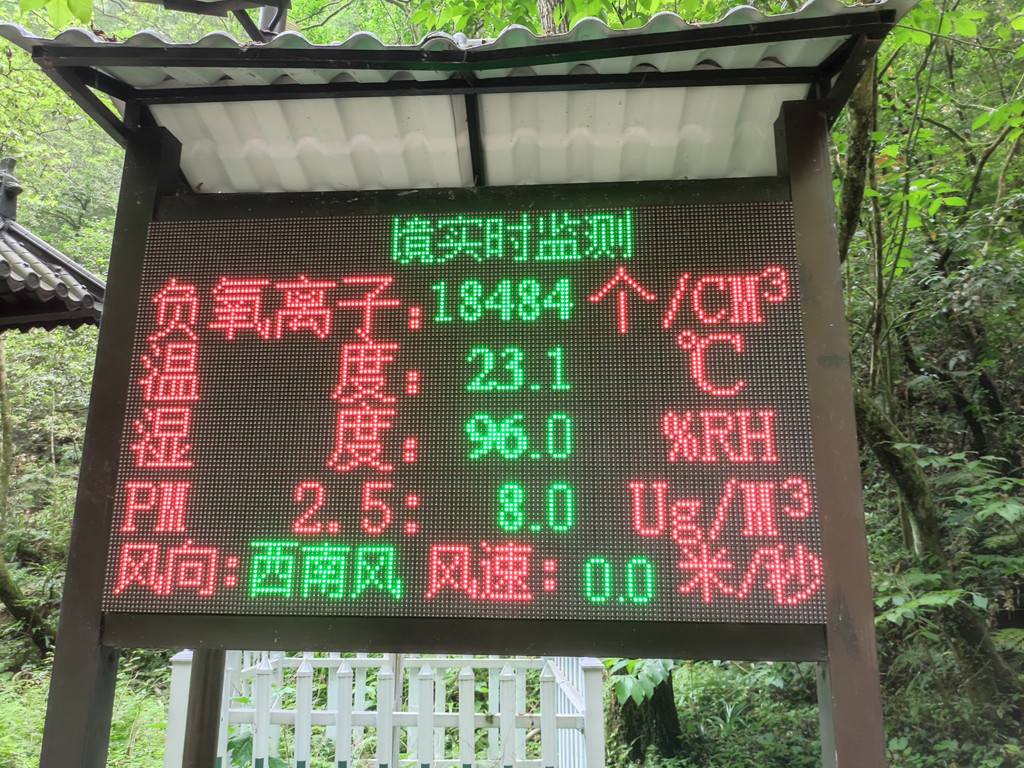 实时监测
负氧离子: 18484 个/CM³
温 度: 23.1 ℃
湿 度: 96.0 %RH
PM 2.5: 8.0 Ug/M³
风向: 西南风 风速: 0.0 米/秒